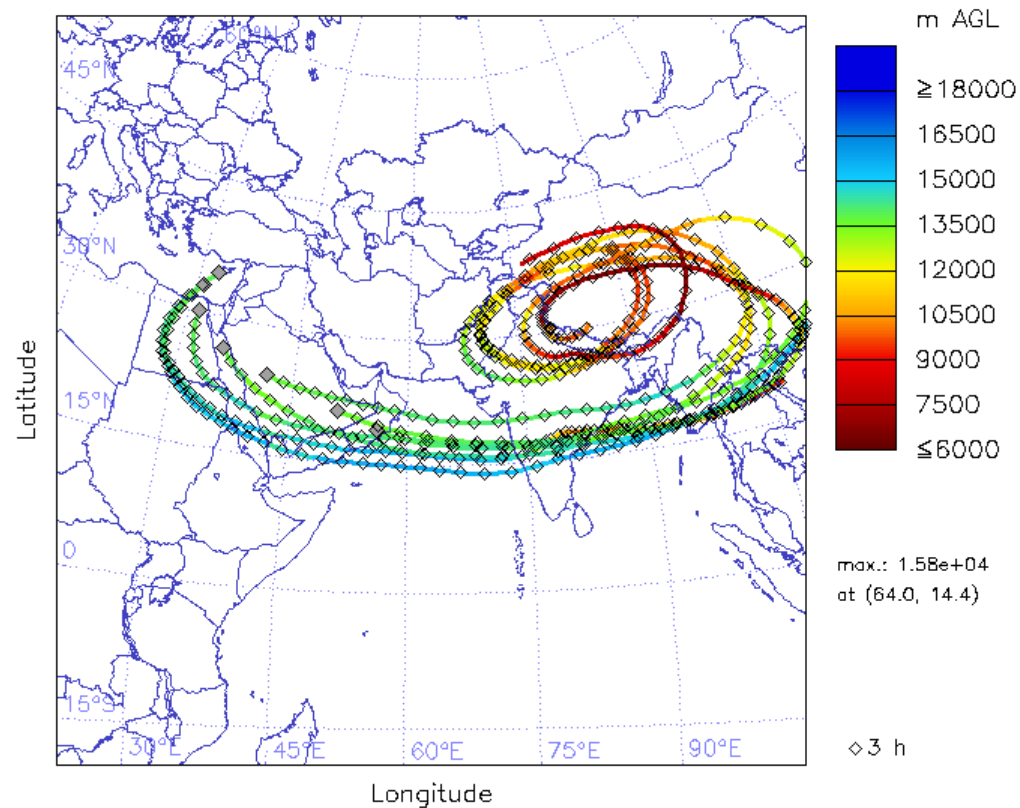 m AGL
60°N
45°N
≧18000
16500
15000
13500
30°N
12000
10500
9000
15°N
7500
≦6000
Latitude
0
max.: 1.58e+04
at (64.0, 14.4)
15°S
30°E
45°E
60°E
75°E
90°E
3 h
Longitude